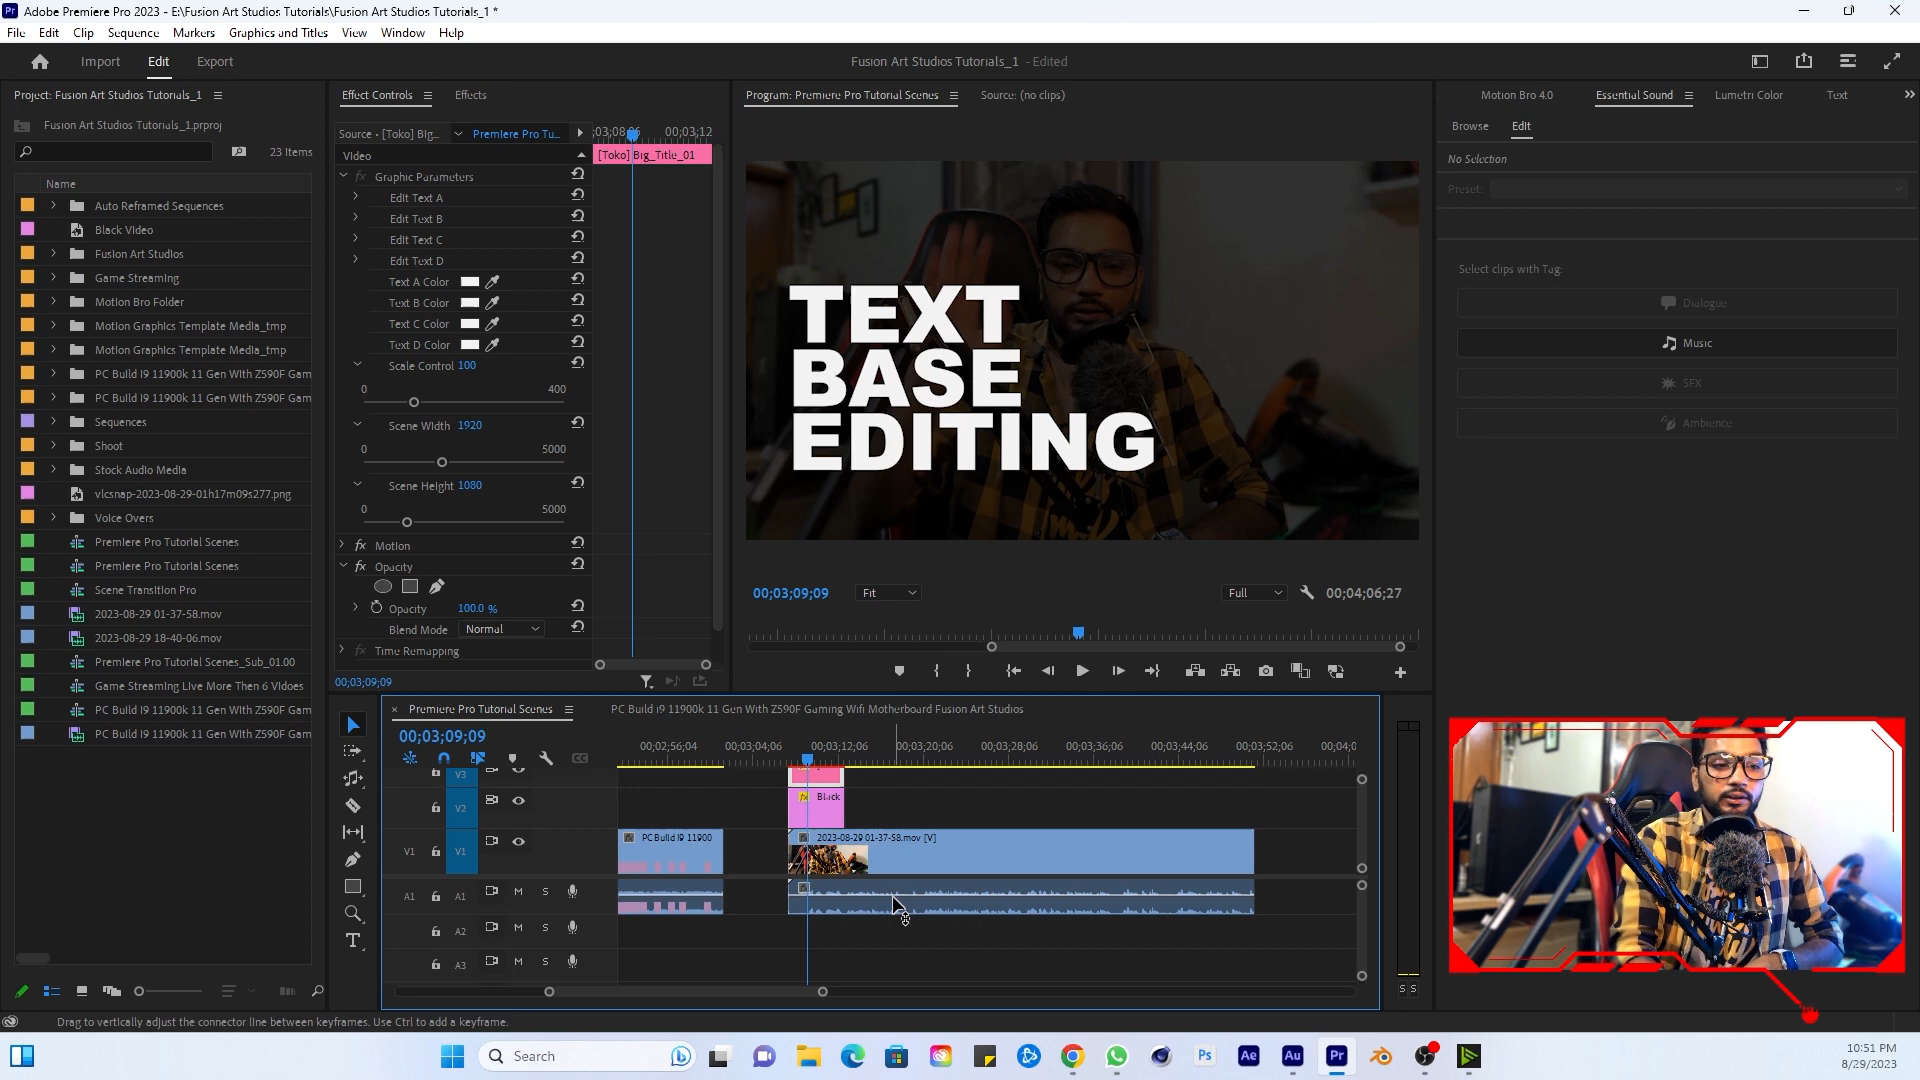 Adobe Premiere Pro 2023 - E:\Fusion Art Studios Tutorials\Fusion Art Studios Tutorials_1 *
File Edit Clip Sequence Markers Graphics and Titles View Window Help
Import Edit Export
Fusion Art Studios Tutorials_1 - Edited
Project: Fusion Art Studios Tutorials_1
Fusion Art Studios Tutorials_1.prproj
23 Items
Name
Auto Reframed Sequences
Black Video
Fusion Art Studios
Game Streaming
Motion Bro Folder
Motion Graphics Template Media_tmp
Motion Graphics Template Media_tmp
PC Build I9 11900k 11 Gen With Z590F Gam
PC Build I9 11900k 11 Gen With Z590F Gam
Sequences
Shoot
Stock Audio Media
vlcsnap-2023-08-29-01h17m09s277.png
Voice Overs
Premiere Pro Tutorial Scenes
Premiere Pro Tutorial Scenes
Scene Transition Pro
2023-08-29 01-37-58.mov
2023-08-29 18-40-06.mov
Premiere Pro Tutorial Scenes_Sub_01.00
Game Streaming Live More Then 6 Vidoes
PC Build I9 11900k 11 Gen With Z590F Gam
PC Build I9 11900k 11 Gen With Z590F Gam
Effect Controls Effects
Source • [Toko] Big... Premiere Pro Tu...
;03;08;06 00;03;12
Video
[Toko] Big_Title_01
fx Graphic Parameters
Edit Text A
Edit Text B
Edit Text C
Edit Text D
Text A Color
Text B Color
Text C Color
Text D Color
Scale Control 100
0 400
Scene Width 1920
0 5000
Scene Height 1080
0 5000
fx Motion
fx Opacity
Opacity 100.0 %
Blend Mode Normal
fx Time Remapping
00;03;09;09
Program: Premiere Pro Tutorial Scenes Source: (no clips)
TEXT
BASE
EDITING
00;03;09;09 Fit Full 00;04;06;27
Motion Bro 4.0 Essential Sound Lumetri Color Text
Browse Edit
No Selection
Preset:
Select clips with Tag:
Dialogue
Music
SFX
Ambience
Premiere Pro Tutorial Scenes PC Build i9 11900k 11 Gen With Z590F Gaming Wifi Motherboard Fusion Art Studios
00;03;09;09
00;02;56;04 00;03;04;06 00;03;12;06 00;03;20;06 00;03;28;06 00;03;36;06 00;03;44;06 00;03;52;06 00;04;0
V3
V2 fx Black
V1 V1 PC Build I9 11900 2023-08-29 01-37-58.mov [V]
A1 A1 M S
A2 M S
A3 M S
S S
Drag to vertically adjust the connector line between keyframes. Use Ctrl to add a keyframe.
Search
Ps Ae Au Pr
10:51 PM
8/29/2023